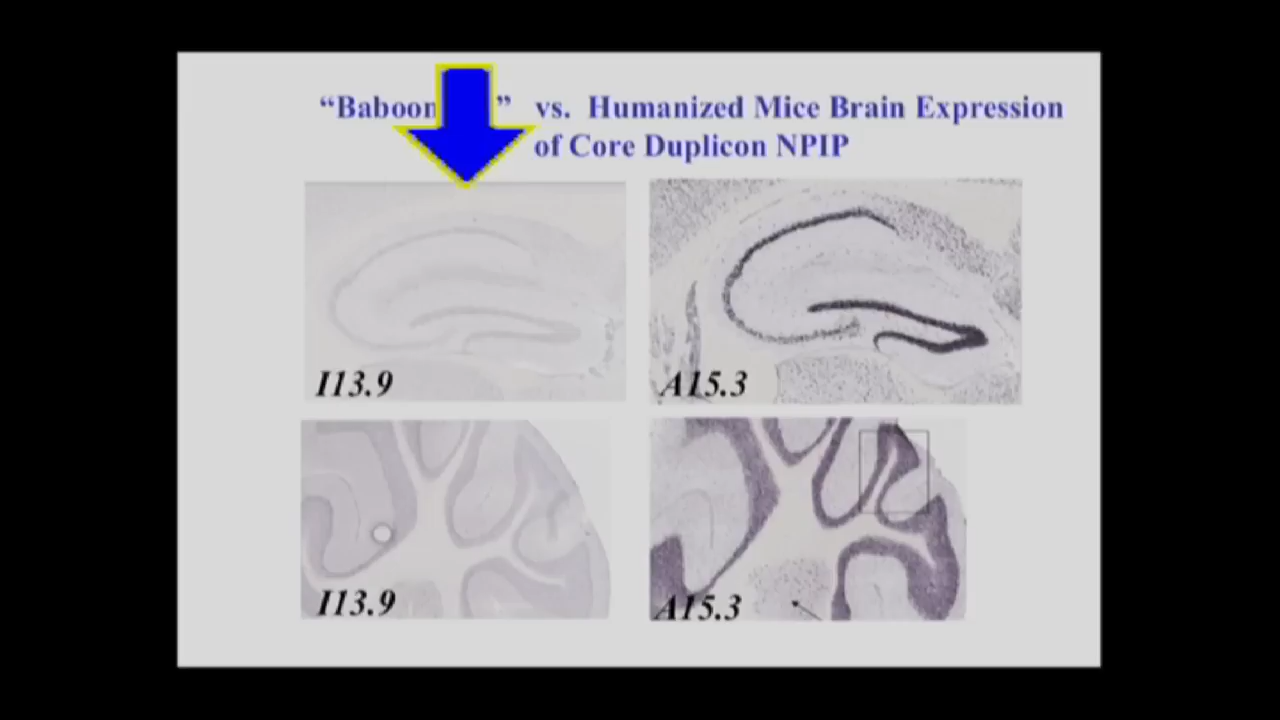 “Baboon ” vs. Humanized Mice Brain Expression
of Core Duplicon NPIP
I13.9
A15.3
I13.9
A15.3